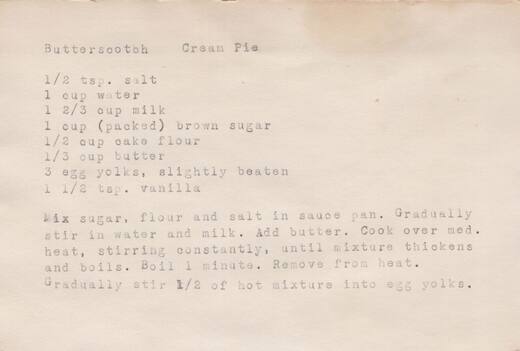 Butterscotch Cream Pie
1/2 tsp. salt
1 cup water
1 2/3 cup milk
1 cup (packed) brown sugar
1/2 cup cake flour
1/3 cup butter
3 egg yolks, slightly beaten
1 1/2 tsp. vanilla
Mix sugar, flour and salt in sauce pan. Gradually
stir in water and milk. Add butter. Cook over med.
heat, stirring constantly, until mixture thickens
and boils. Boil 1 minute. Remove from heat.
Gradually stir 1/2 of hot mixture into egg yolks.